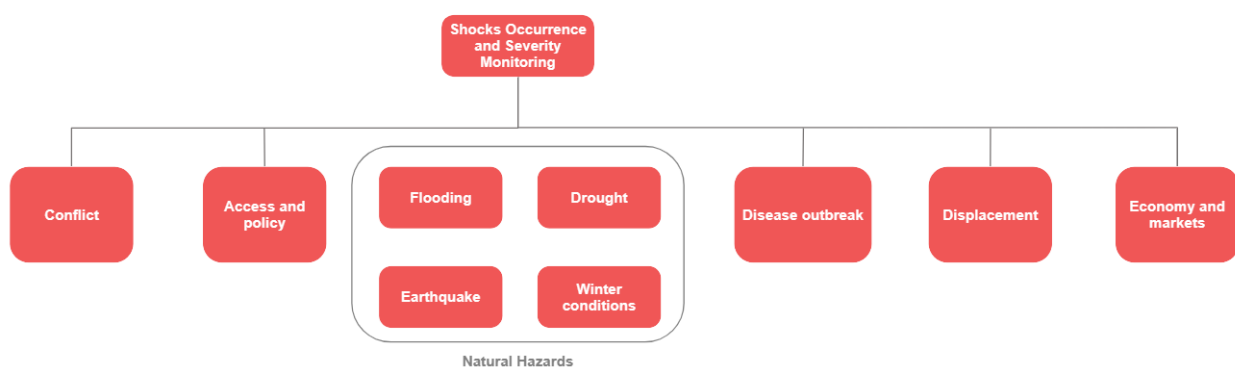 Shocks Occurrence
and Severity
Monitoring
Conflict
Access and
policy
Flooding
Drought
Earthquake
Winter
conditions
Natural Hazards
Disease outbreak
Displacement
Economy and
markets